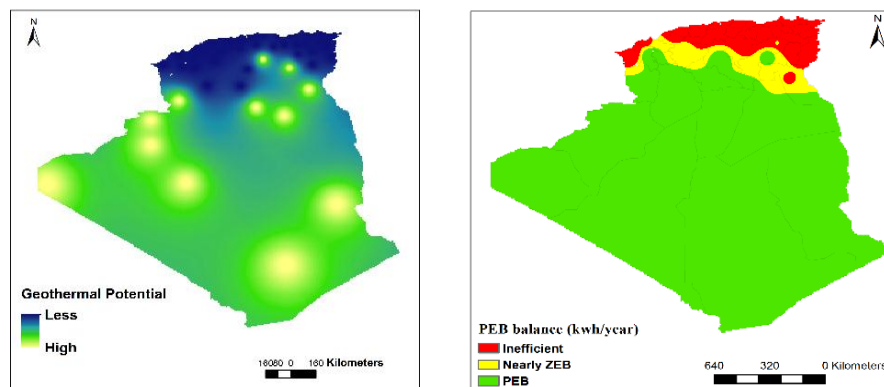 N
Geothermal Potential
Less
High
16080 0 160 Kilometers
N
PEB balance (kwh/year)
Inefficient
Nearly ZEB
PEB
640 320 0 Kilometers